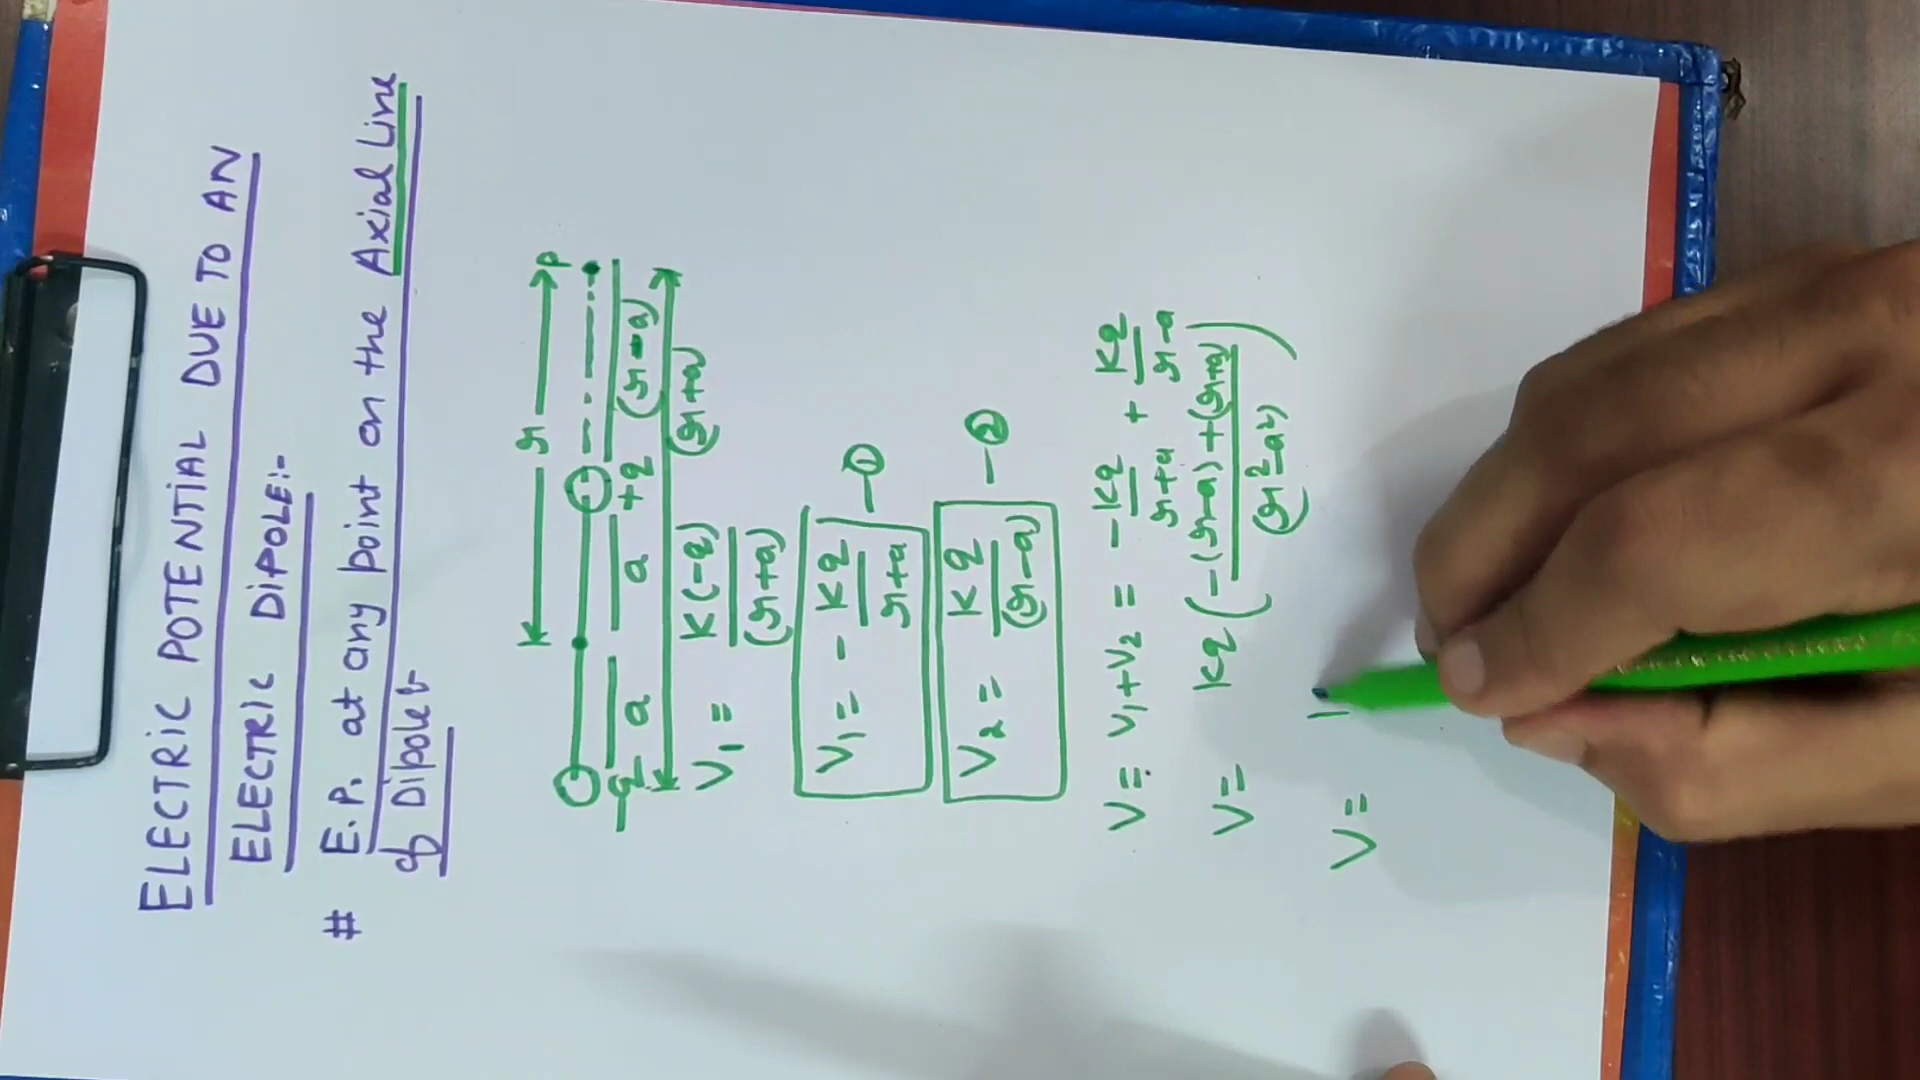 ELECTRIC POTENTIAL DUE TO AN
ELECTRIC DIPOLE:-
# E.P. at any point on the Axial Line
of Dipole:-
r P
-q a a +q (r-a)
(r+a)
V₁ = K(-q)/(r+a)
V₁ = - Kq/r+a -①
V₂ = Kq/(r-a) -②
V = V₁+V₂ = -Kq/r+a + Kq/r-a
V = Kq(-(r-a)+(r+a)/(r²-a²))
V =